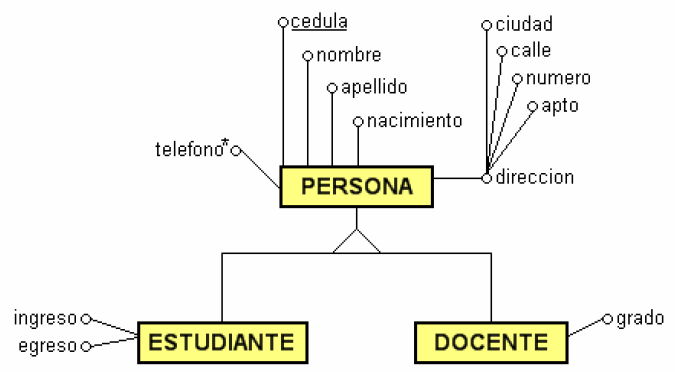 cedula
ciudad
nombre
calle
apellido
numero
apto
nacimiento
telefono*
PERSONA
direccion
ingreso
grado
egreso
ESTUDIANTE
DOCENTE